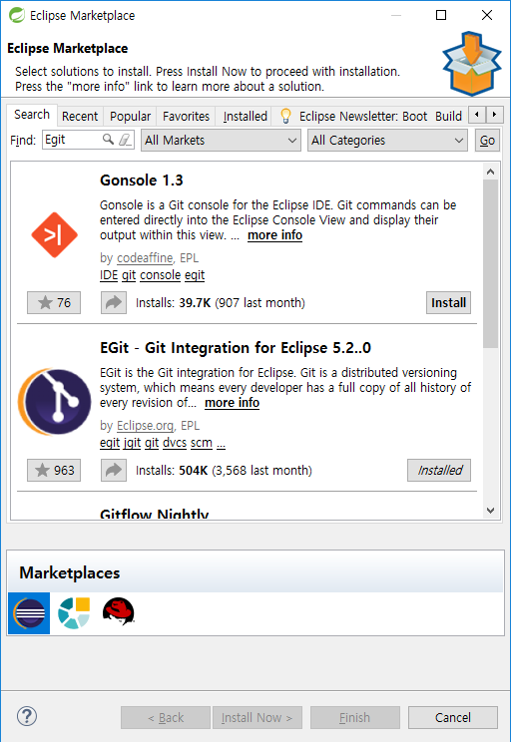 Eclipse Marketplace
Eclipse Marketplace
Select solutions to install. Press Install Now to proceed with installation.
Press the "more info" link to learn more about a solution.
Search Recent Popular Favorites Installed Eclipse Newsletter: Boot Build
Find: Egit All Markets All Categories Go
Gonsole 1.3
Gonsole is a Git console for the Eclipse IDE. Git commands can be
entered directly into the Eclipse Console View and display their
output within this view. ... more info
by codeaffine, EPL
IDE git console egit
76 Installs: 39.7K (907 last month) Install
EGit - Git Integration for Eclipse 5.2..0
EGit is the Git integration for Eclipse. Git is a distributed versioning
system, which means every developer has a full copy of all history of
every revision of... more info
by Eclipse.org, EPL
egit jgit git dvcs scm ...
963 Installs: 504K (3,568 last month) Installed
Gitflow Nightly
Marketplaces
? < Back Install Now > Finish Cancel